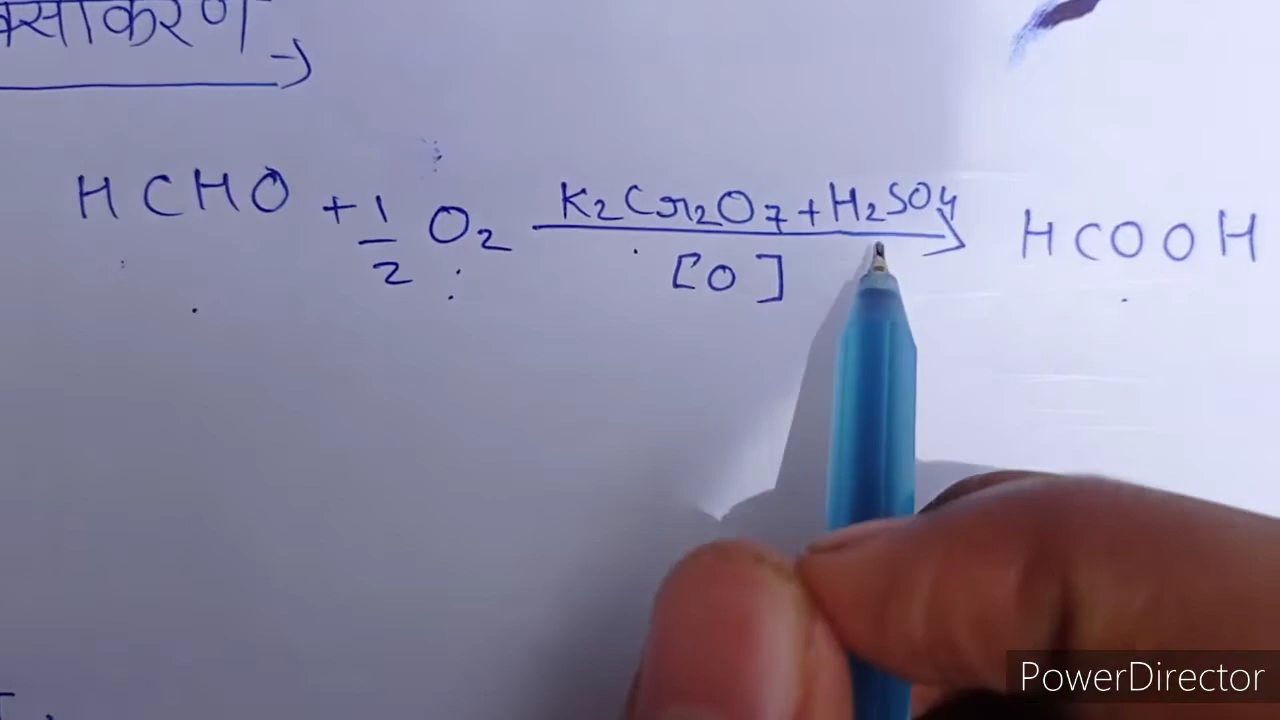 HCHO + 1/2 O2 K2Cr2O7 + H2SO4 → HCOOH
[O]
PowerDirector